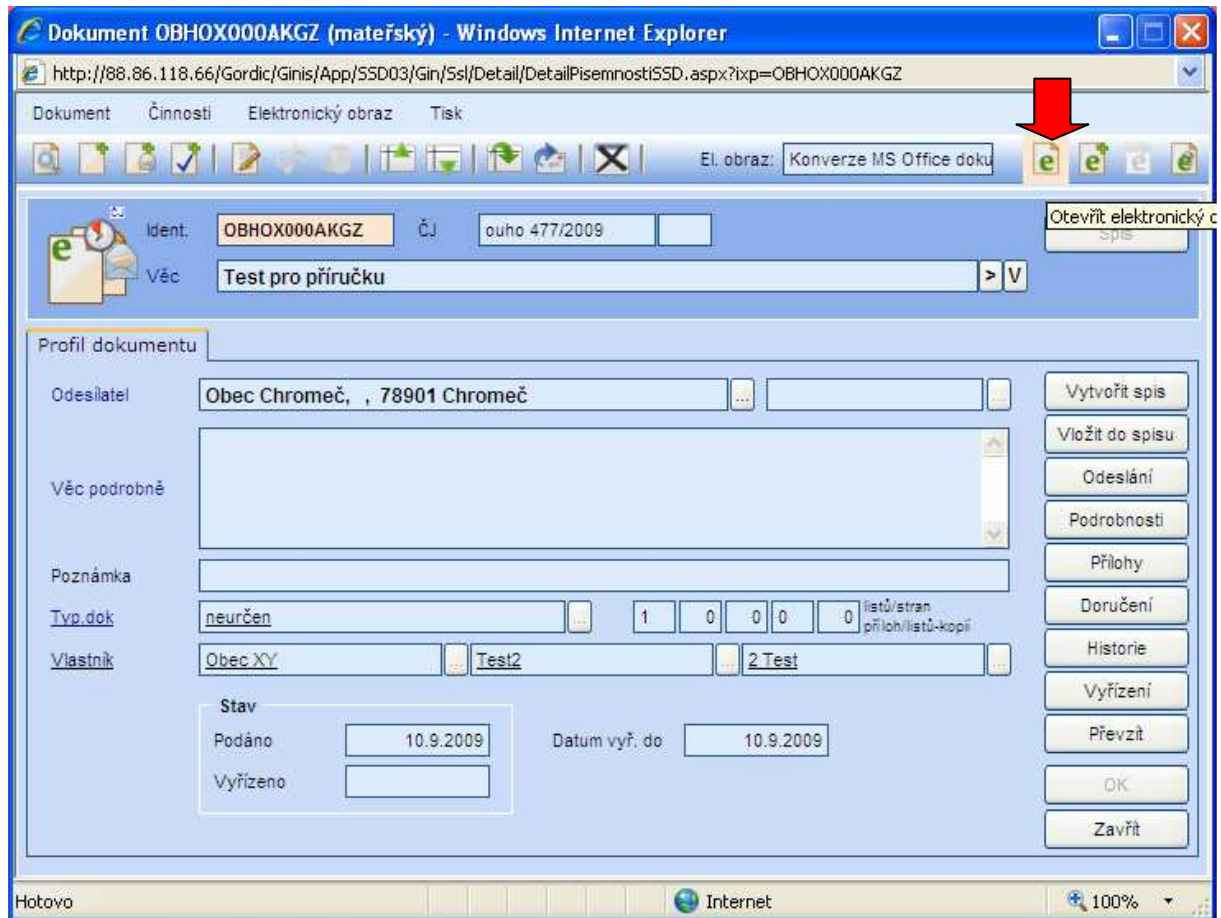 Dokument OBHOX000AKGZ (mateřský) - Windows Internet Explorer
http://88.86.118.66/Gordic/Ginis/App/SSD03/Gin/Ssl/Detail/DetailPisemnostiSSD.aspx?ixp=OBHOX000AKGZ
Dokument Činnosti Elektronický obraz Tisk
El. obraz: Konverze MS Office doku
Otevřít elektronický
Ident. OBHOX000AKGZ ČJ ouho 477/2009
Spis
Věc Test pro příručku > V
Profil dokumentu
Odesílatel Obec Chromeč, , 78901 Chromeč ... ...
Vytvořit spis
Vložit do spisu
Věc podrobně
Odeslání
Podrobnosti
Poznámka
Přílohy
Typ.dok neurčen ... 1 0 0 0 0 listů/stran
příloh/listů-kopií
Doručení
Vlastník Obec XY ... Test2 ... 2 Test ...
Historie
Stav
Vyřízení
Podáno 10.9.2009 Datum vyř. do 10.9.2009
Převzít
Vyřízeno
OK
Zavřít
Hotovo Internet 100%